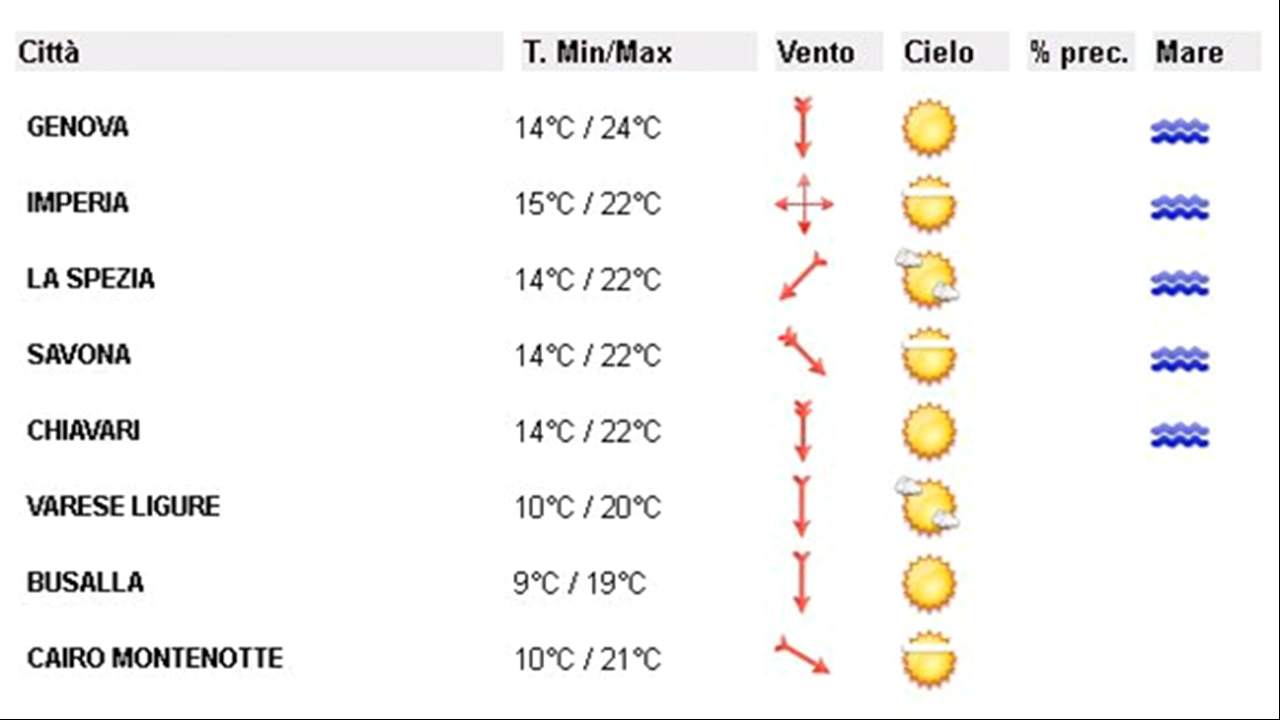 Città T. Min/Max Vento Cielo % prec. Mare
GENOVA 14°C / 24°C
IMPERIA 15°C / 22°C
LA SPEZIA 14°C / 22°C
SAVONA 14°C / 22°C
CHIAVARI 14°C / 22°C
VARESE LIGURE 10°C / 20°C
BUSALLA 9°C / 19°C
CAIRO MONTENOTTE 10°C / 21°C